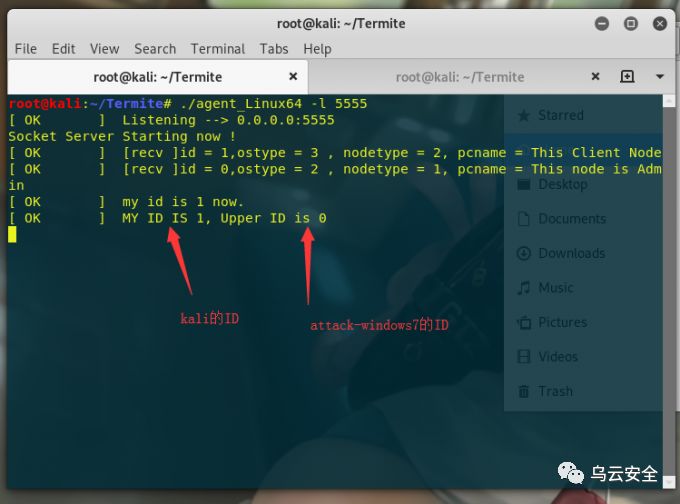 root@kali: ~/Termite
File Edit View Search Terminal Tabs Help
root@kali: ~/Termite
root@kali: ~/Termite
root@kali:~/Termite# ./agent_Linux64 -l 5555
[ OK       ]  Listening --> 0.0.0.0:5555
Socket Server Starting now !
[ OK       ]  [recv ]id = 1,ostype = 3 , nodetype = 2, pcname = This Client Node
[ OK       ]  [recv ]id = 0,ostype = 2 , nodetype = 1, pcname = This node is Adm
in
[ OK       ]  my id is 1 now.
[ OK       ]  MY ID IS 1, Upper ID is 0
kali的ID
attack-windows7的ID
Starred
Desktop
Documents
Downloads
Music
Pictures
Videos
Trash
乌云安全